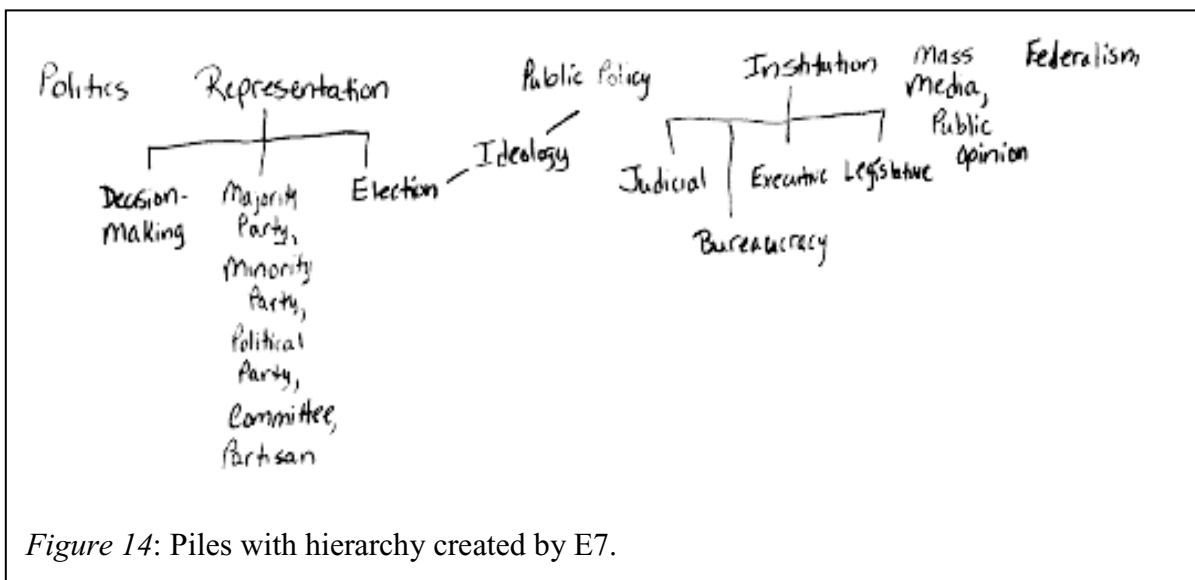 Politics
Representation
Decision-
making
Majority
Party,
Minority
Party,
Political
Party,
Committee,
Partisan
Election
Ideology
Public Policy
Institution
Judicial
Bureaucracy
Executive
Legislative
Mass
Media,
Public
Opinion
Federalism
Figure 14: Piles with hierarchy created by E7.